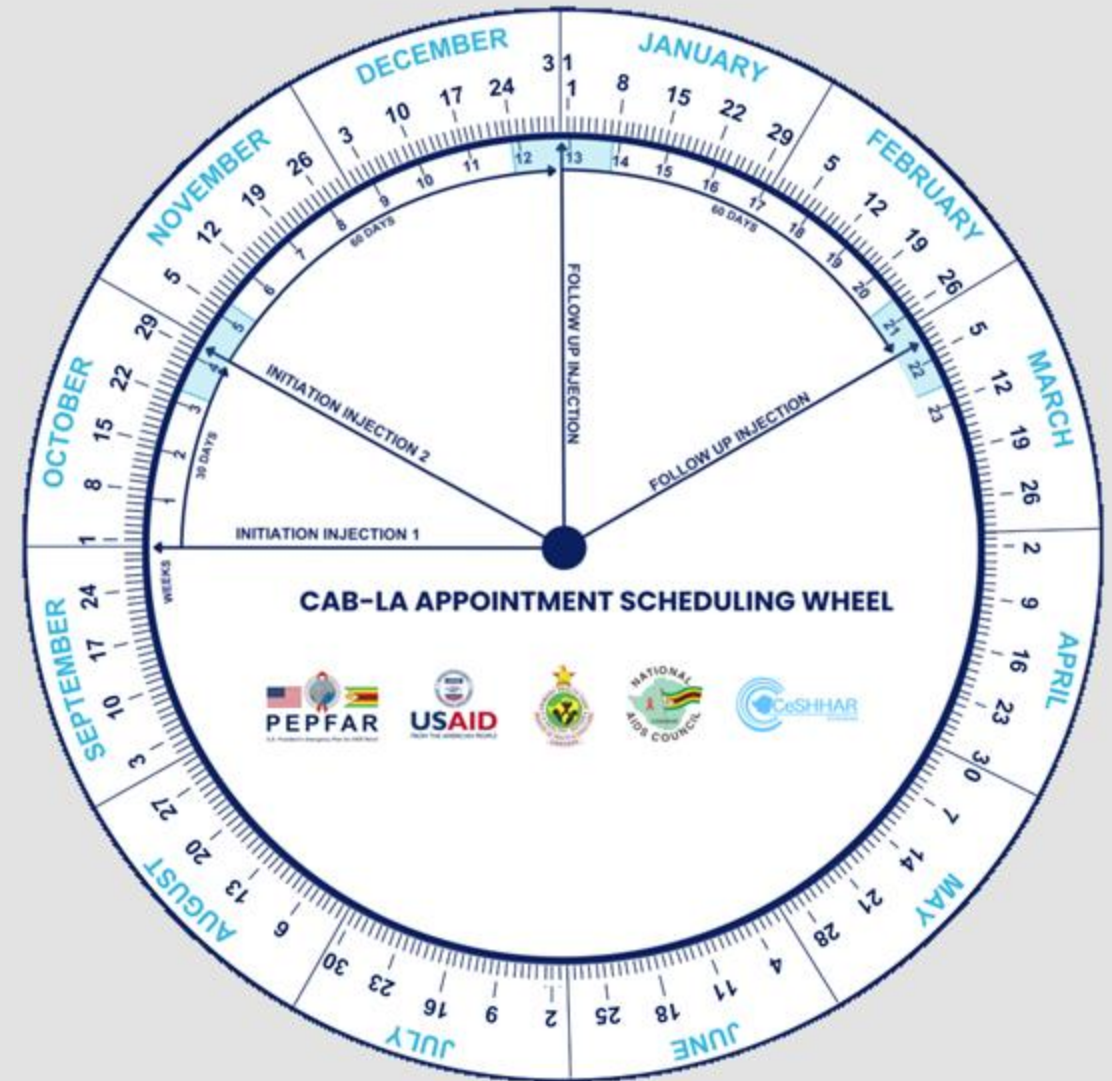 JANUARY
1
8
15
22
29
FEBRUARY
5
12
19
26
MARCH
5
12
19
26
APRIL
2
9
16
23
30
MAY
7
14
21
28
JUNE
4
11
18
25
JULY
2
9
16
23
30
AUGUST
6
13
20
27
SEPTEMBER
3
10
17
24
OCTOBER
1
8
15
22
29
NOVEMBER
5
12
19
26
DECEMBER
3
10
17
24
31
WEEKS
1
2
3
4
5
6
7
8
9
10
11
12
13
14
15
16
17
18
19
20
21
22
23
30 DAYS
60 DAYS
60 DAYS
INITIATION INJECTION 1
INITIATION INJECTION 2
FOLLOW UP INJECTION
FOLLOW UP INJECTION
CAB-LA APPOINTMENT SCHEDULING WHEEL
PEPFAR
USAID
FROM THE AMERICAN PEOPLE
NATIONAL
AIDS COUNCIL
CeSHHAR